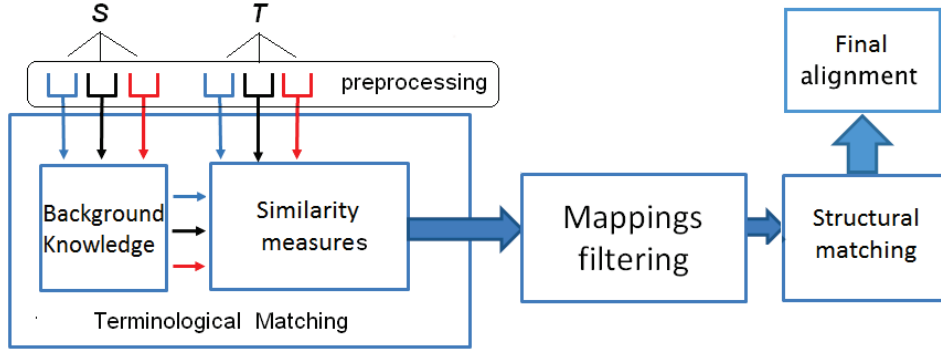 S
T
preprocessing
Background
Knowledge
Similarity
measures
Terminological Matching
Mappings
filtering
Structural
matching
Final
alignment